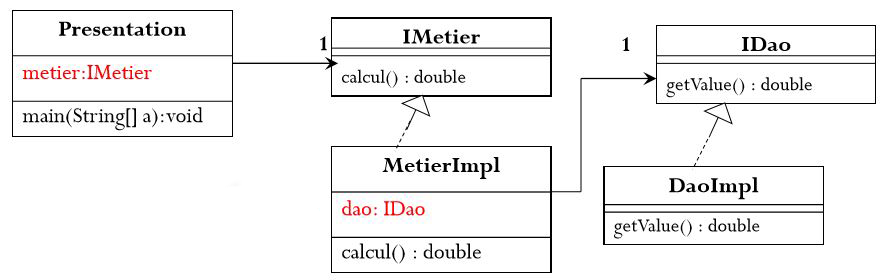 Presentation
metier:IMetier
main(String[] a):void
1
IMetier
calcul() : double
MetierImpl
dao: IDao
calcul() : double
1
IDao
getValue() : double
DaoImpl
getValue() : double